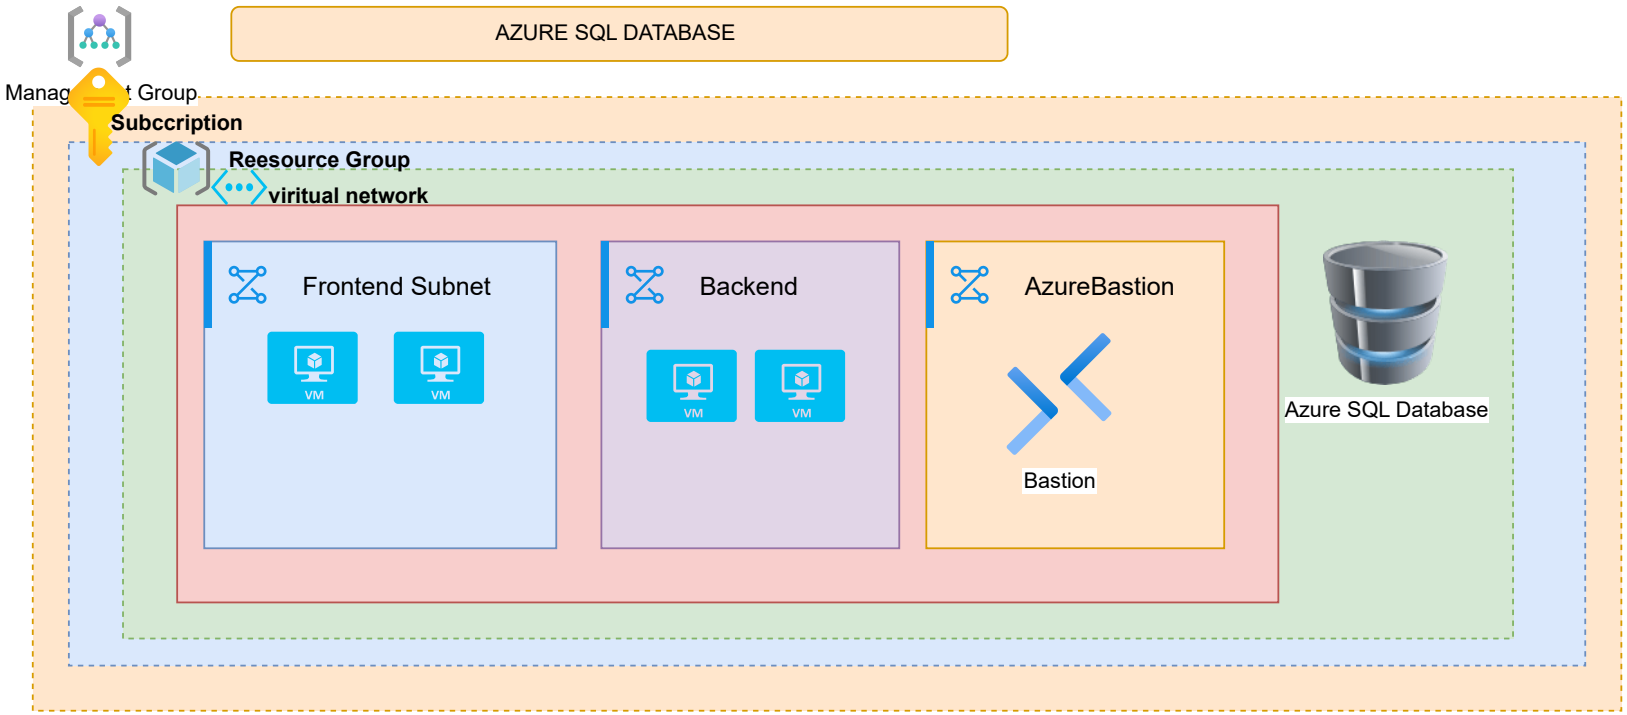 AZURE SQL DATABASE
Manag t Group
Subccription
Reesource Group
viritual network
Frontend Subnet
Backend
AzureBastion
VM
VM
VM
VM
Azure SQL Database
Bastion